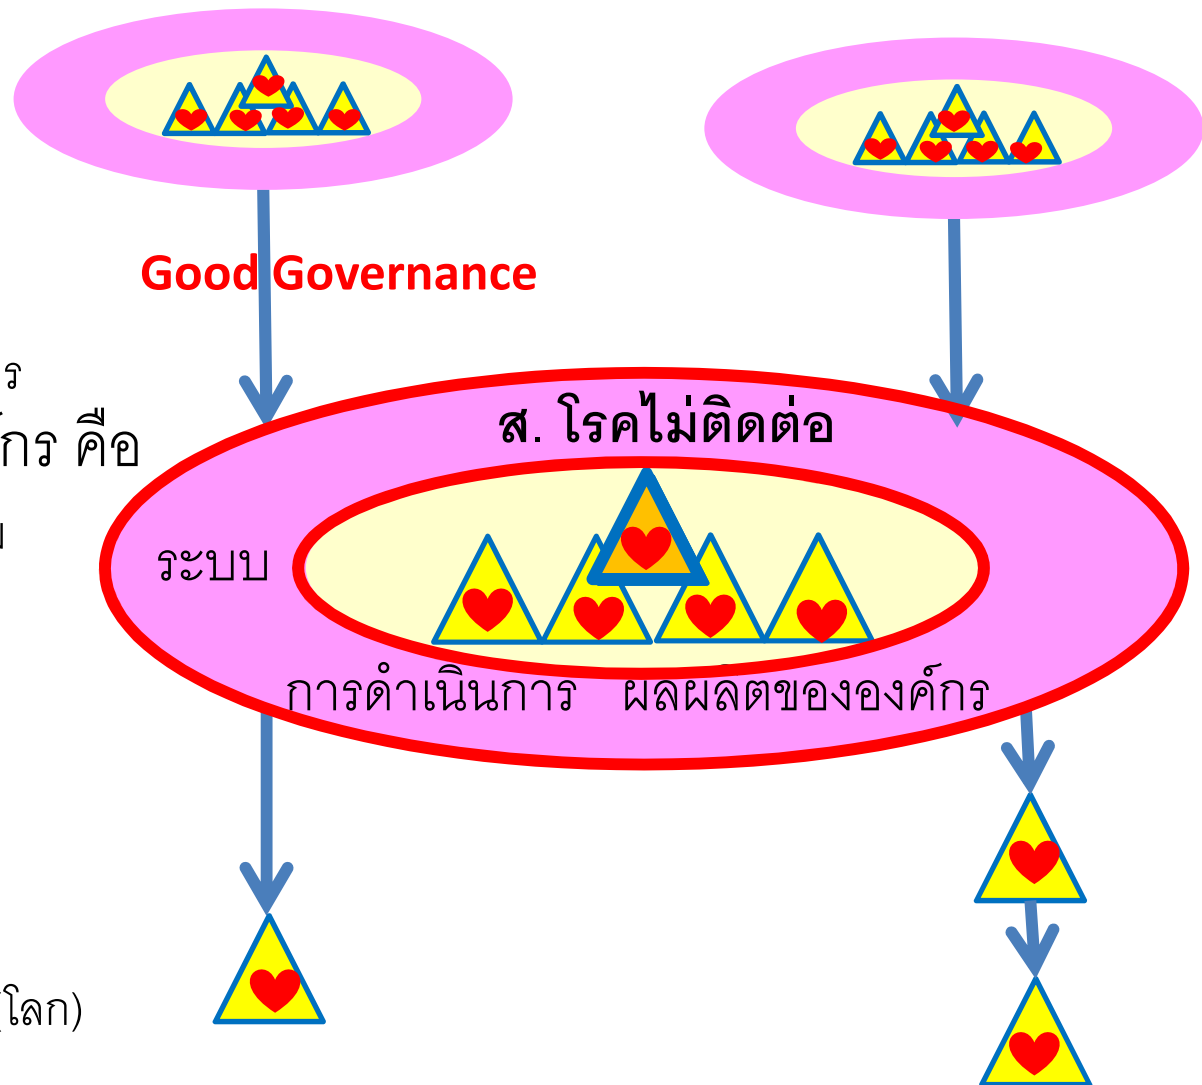 Good Governance
ร
กร คือ
ส. โรคไม่ติดต่อ
ระบบ
การดำเนินการ ผลผลิตขององค์กร
(โลก)